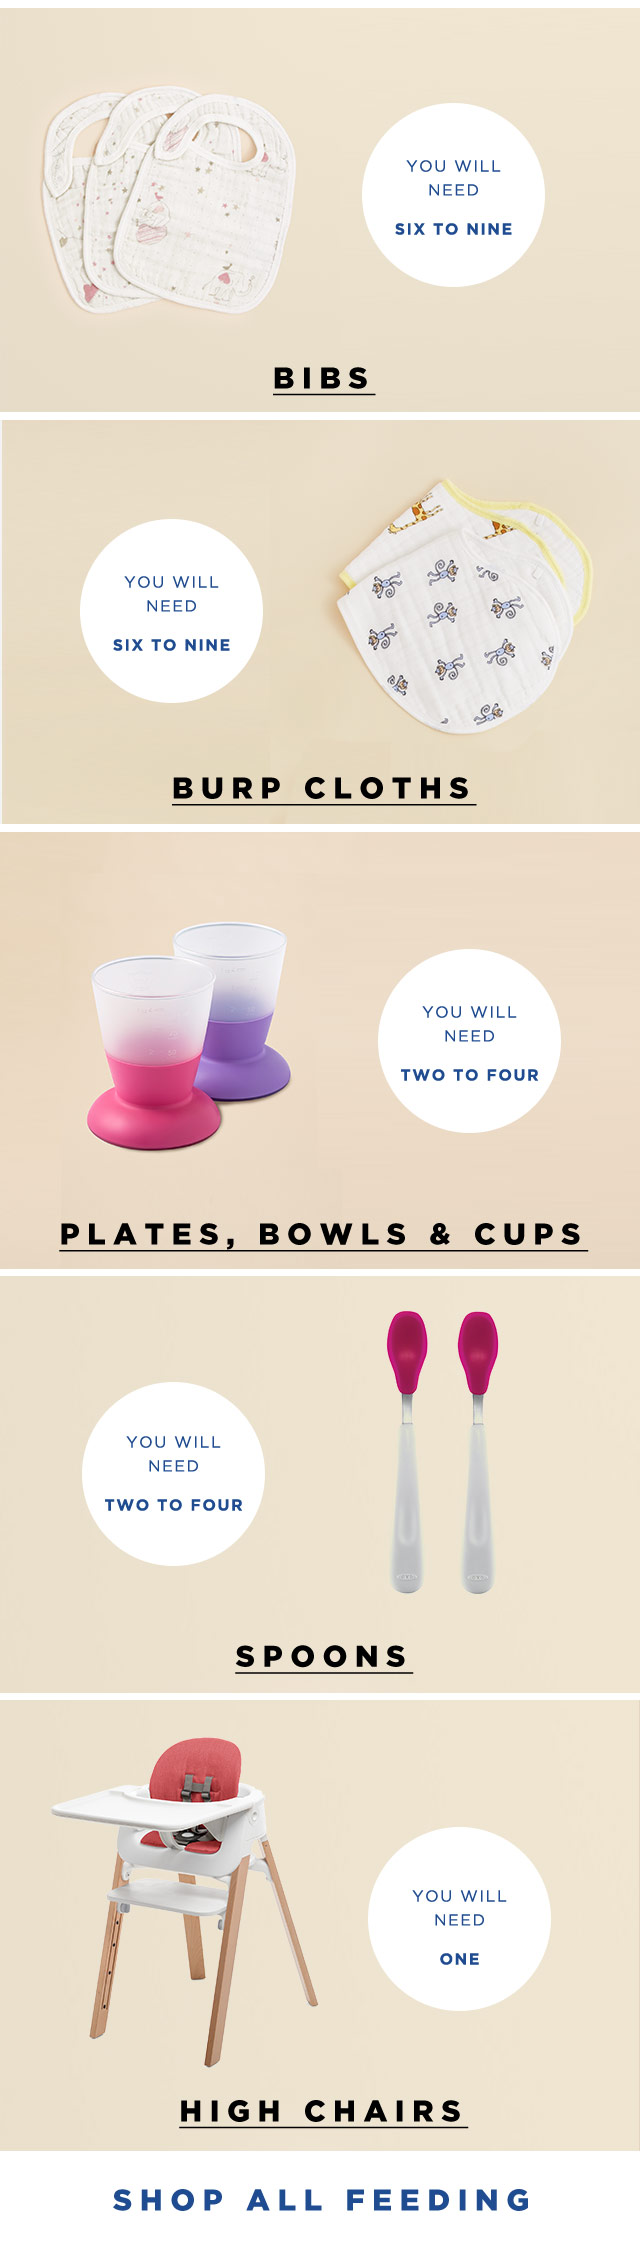 YOU WILL
NEED
SIX TO NINE
BIBS
YOU WILL
NEED
SIX TO NINE
BURP CLOTHS
YOU WILL
NEED
TWO TO FOUR
PLATES, BOWLS & CUPS
YOU WILL
NEED
TWO TO FOUR
SPOONS
YOU WILL
NEED
ONE
HIGH CHAIRS
SHOP ALL FEEDING